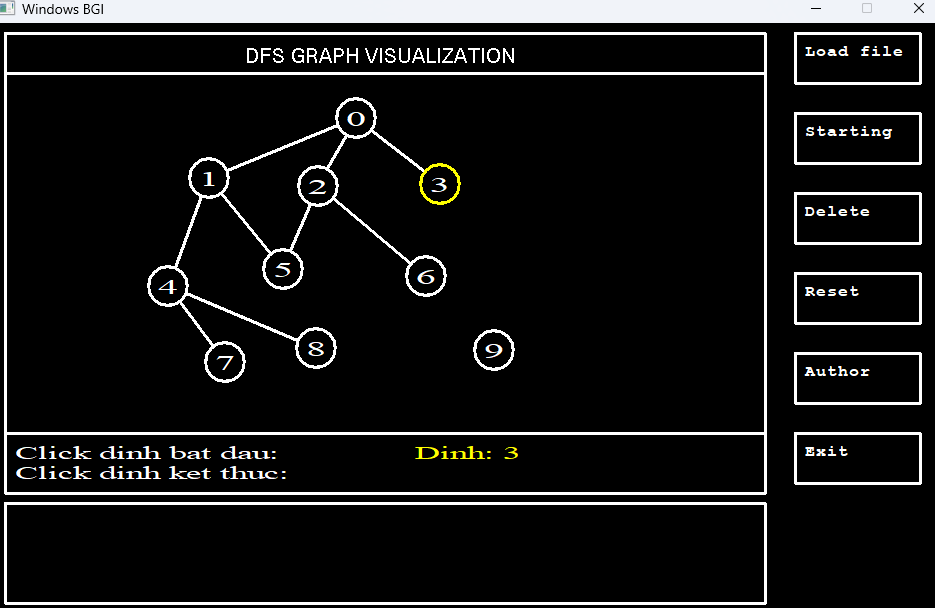 Windows BGI
DFS GRAPH VISUALIZATION
Load file
Starting
Delete
Reset
Author
Exit
0
1
2
3
4
5
6
7
8
9
Click dinh bat dau: Dinh: 3
Click dinh ket thuc: